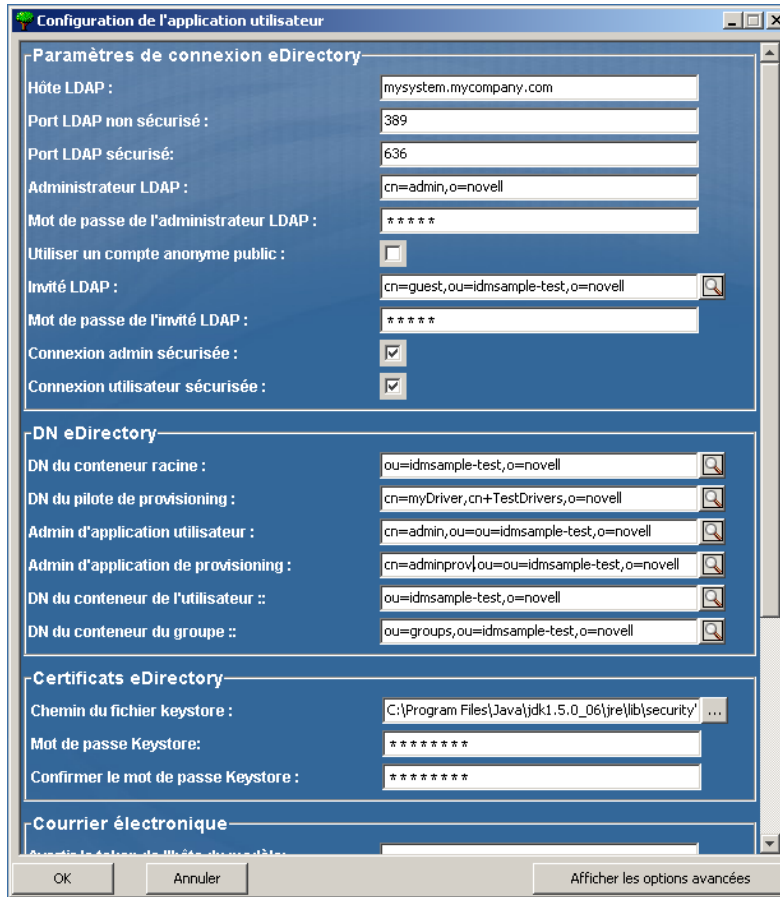 Configuration de l'application utilisateur
Paramètres de connexion eDirectory
Hôte LDAP : mysystem.mycompany.com
Port LDAP non sécurisé : 389
Port LDAP sécurisé: 636
Administrateur LDAP : cn=admin,o=novell
Mot de passe de l'administrateur LDAP : *****
Utiliser un compte anonyme public :
Invité LDAP : cn=guest,ou=idmsample-test,o=novell
Mot de passe de l'invité LDAP : *****
Connexion admin sécurisée :
Connexion utilisateur sécurisée :
DN eDirectory
DN du conteneur racine : ou=idmsample-test,o=novell
DN du pilote de provisioning : cn=myDriver,cn+TestDrivers,o=novell
Admin d'application utilisateur : cn=admin,ou=ou=idmsample-test,o=novell
Admin d'application de provisioning : cn=adminprov,ou=ou=idmsample-test,o=novell
DN du conteneur de l'utilisateur :: ou=idmsample-test,o=novell
DN du conteneur du groupe :: ou=groups,ou=idmsample-test,o=novell
Certificats eDirectory
Chemin du fichier keystore : C:\Program Files\Java\jdk1.5.0_06\jre\lib\security' ...
Mot de passe Keystore: ********
Confirmer le mot de passe Keystore : ********
Courrier électronique
OK Annuler Afficher les options avancées